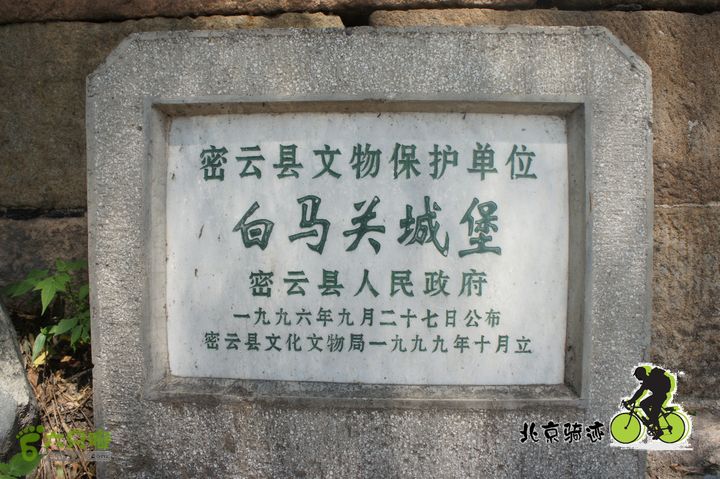 密云县文物保护单位
白马关城堡
密云县人民政府
一九九六年九月二十七日公布
密云县文化文物局一九九九年十月立
北京骑迹